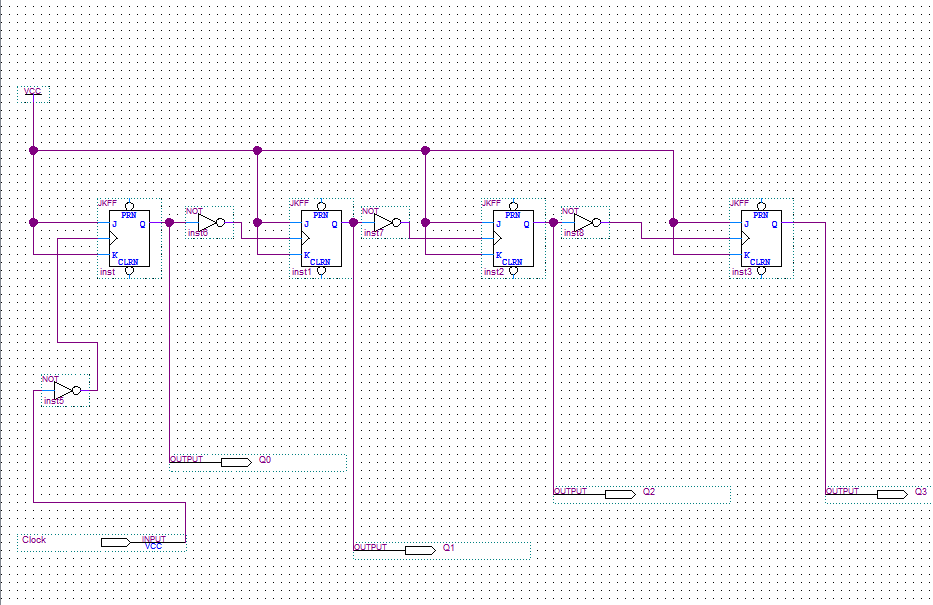 VCC
JKFF
PRN
J Q
K
CLRN
inst
NOT
inst6
JKFF
PRN
J Q
K
CLRN
inst1
NOT
inst7
JKFF
PRN
J Q
K
CLRN
inst2
NOT
inst8
JKFF
PRN
J Q
K
CLRN
inst3
NOT
inst5
OUTPUT Q0
OUTPUT Q2
OUTPUT Q3
Clock INPUT
VCC
OUTPUT Q1